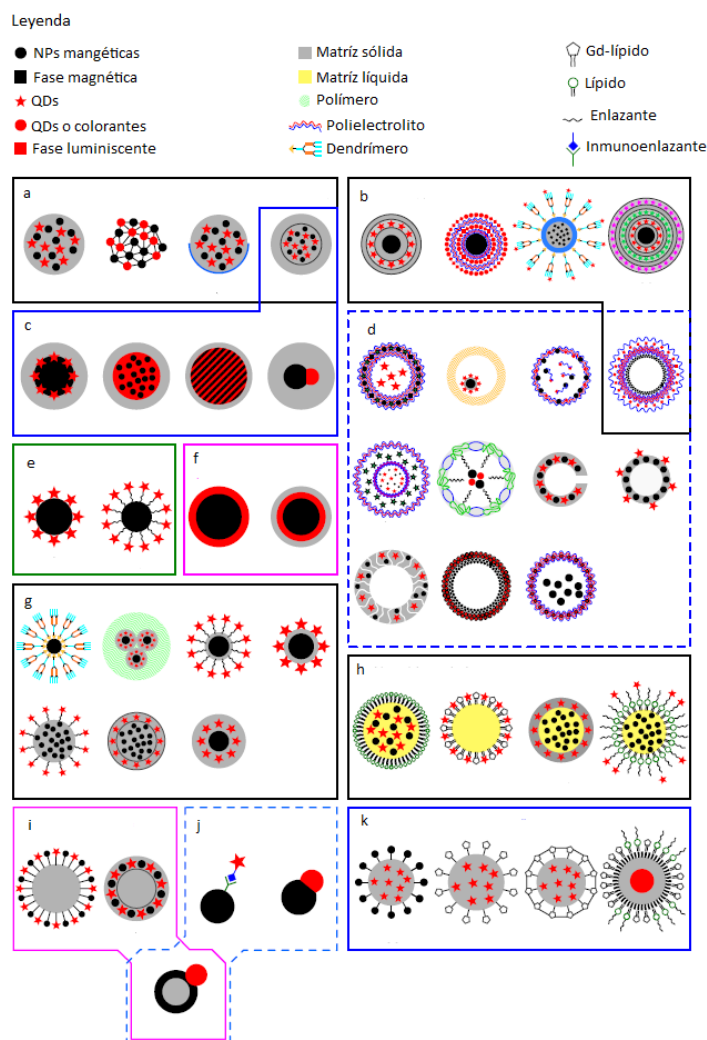 Leyenda
NPs mangéticas
Fase magnética
QDs
QDs o colorantes
Fase luminiscente
Matríz sólida
Matríz líquida
Polímero
Polielectrolito
Dendrímero
Gd-lípido
Lípido
Enlazante
Inmunoenlazante
a
b
c
d
e
f
g
h
i
j
k